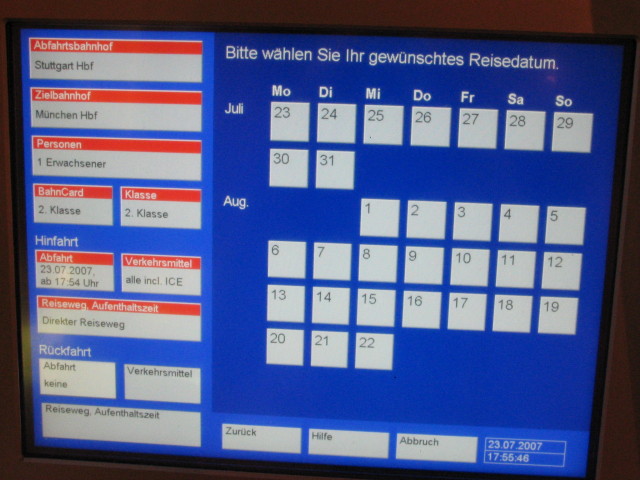 Abfahrtsbahnhof
Stuttgart Hbf
Zielbahnhof
München Hbf
Personen
1 Erwachsener
BahnCard
2. Klasse
Klasse
2. Klasse
Hinfahrt
Abfahrt
23.07.2007,
ab 17:54 Uhr
Verkehrsmittel
alle incl. ICE
Reiseweg, Aufenthaltszeit
Direkter Reiseweg
Rückfahrt
Abfahrt
keine
Verkehrsmittel
Reiseweg, Aufenthaltszeit
Bitte wählen Sie Ihr gewünschtes Reisedatum.
Mo Di Mi Do Fr Sa So
Juli 23 24 25 26 27 28 29
30 31
Aug. 1 2 3 4 5
6 7 8 9 10 11 12
13 14 15 16 17 18 19
20 21 22
Zurück Hilfe Abbruch
23.07.2007
17:55:46